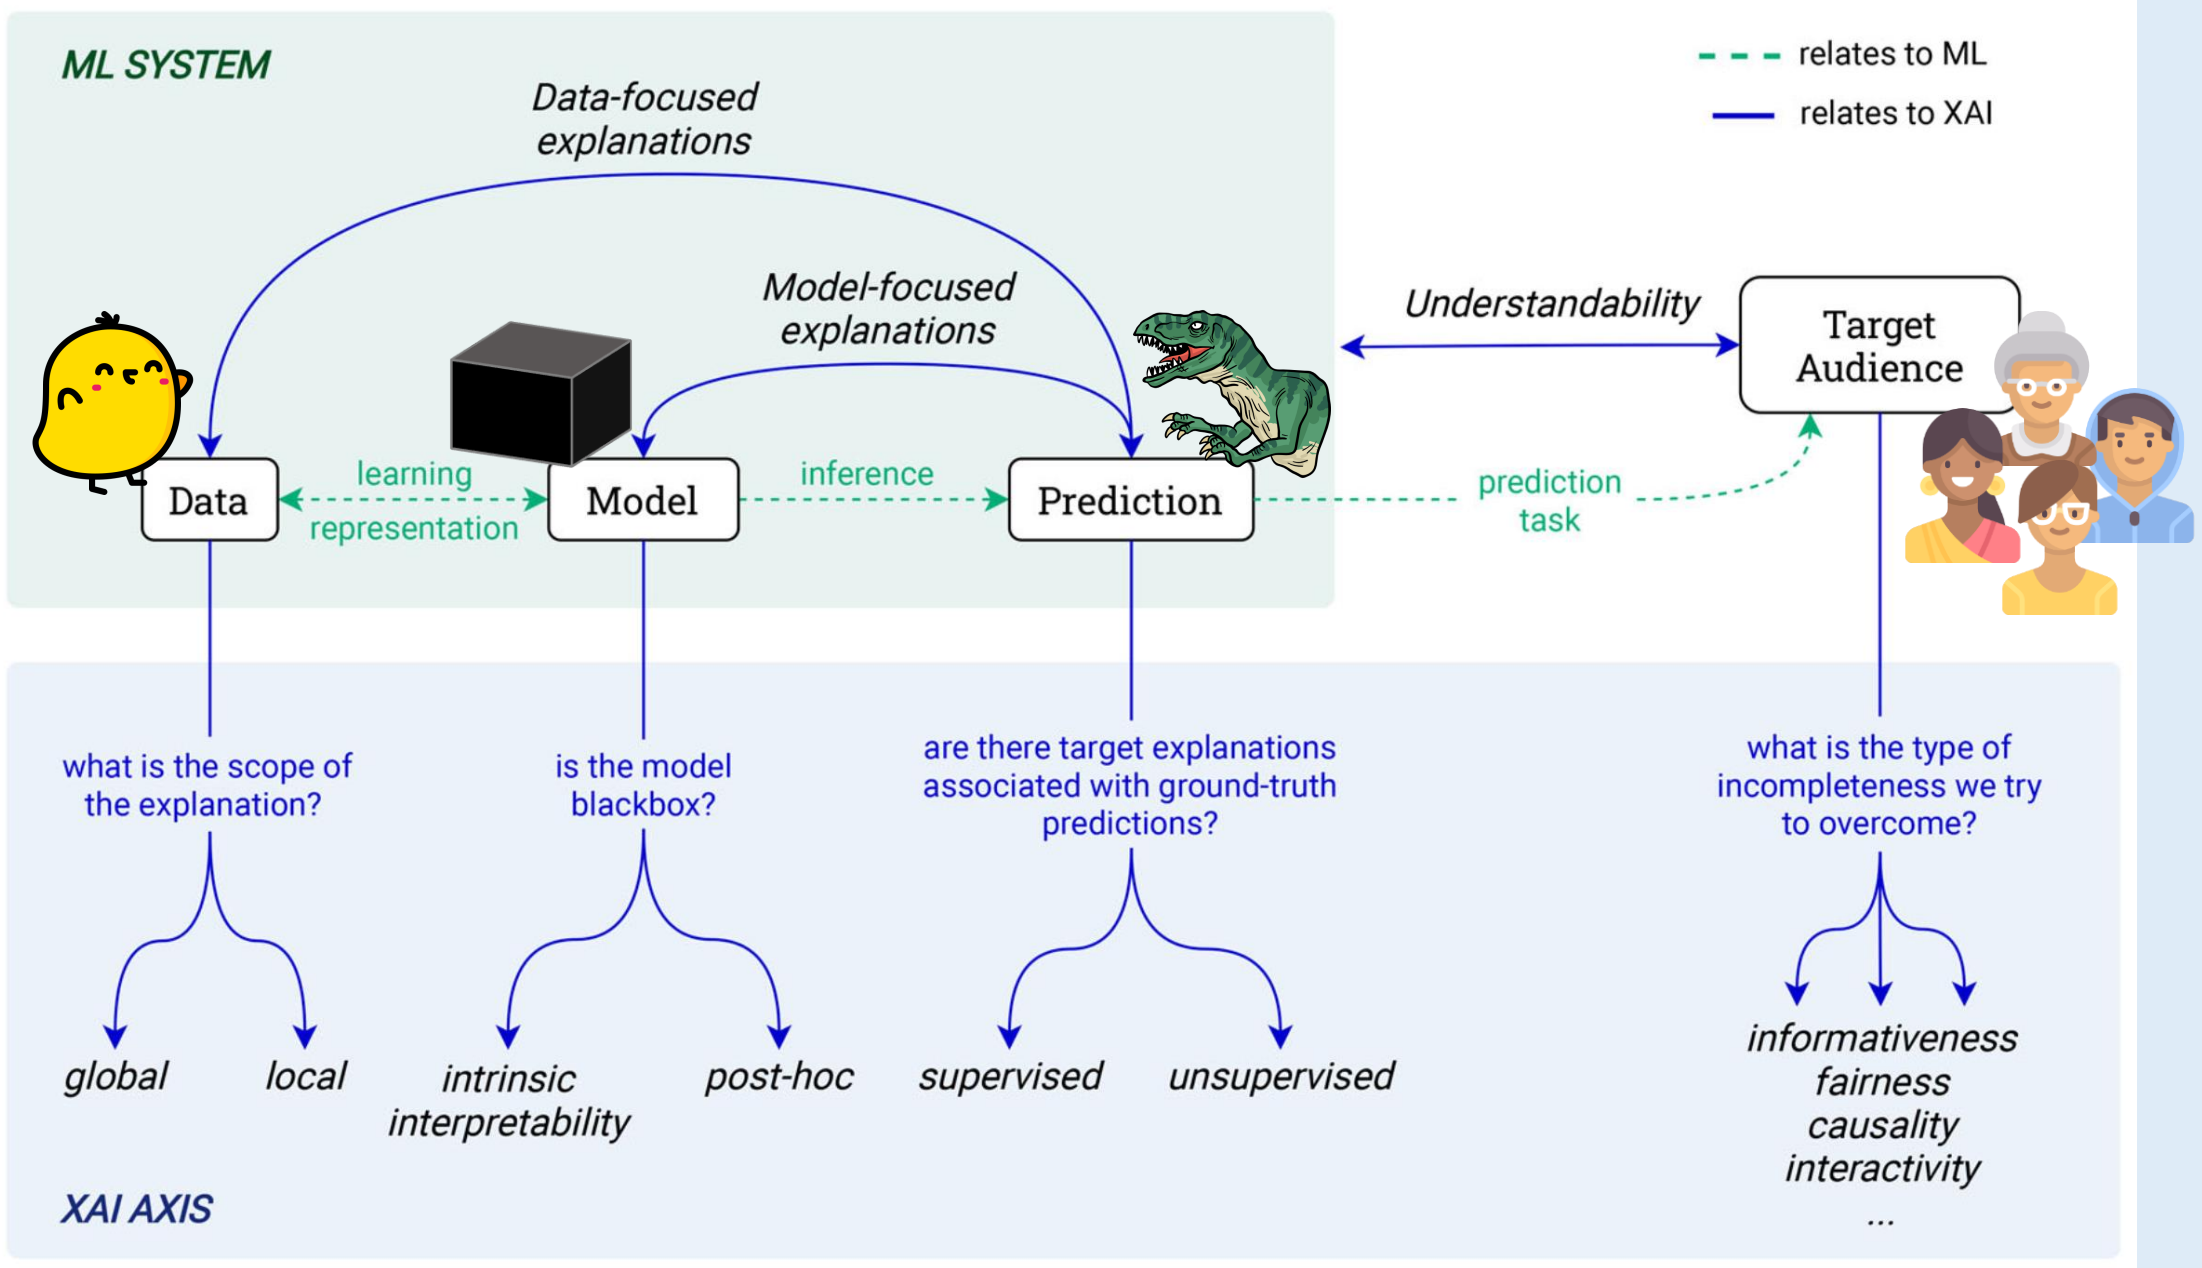 ML SYSTEM
relates to ML
relates to XAI
Data-focused
explanations
Model-focused
explanations
Understandability
Target
Audience
Data
learning
representation
Model
inference
Prediction
prediction
task
what is the scope of
the explanation?
is the model
blackbox?
are there target explanations
associated with ground-truth
predictions?
what is the type of
incompleteness we try
to overcome?
global
local
intrinsic
interpretability
post-hoc
supervised
unsupervised
informativeness
fairness
causality
interactivity
...
XAI AXIS